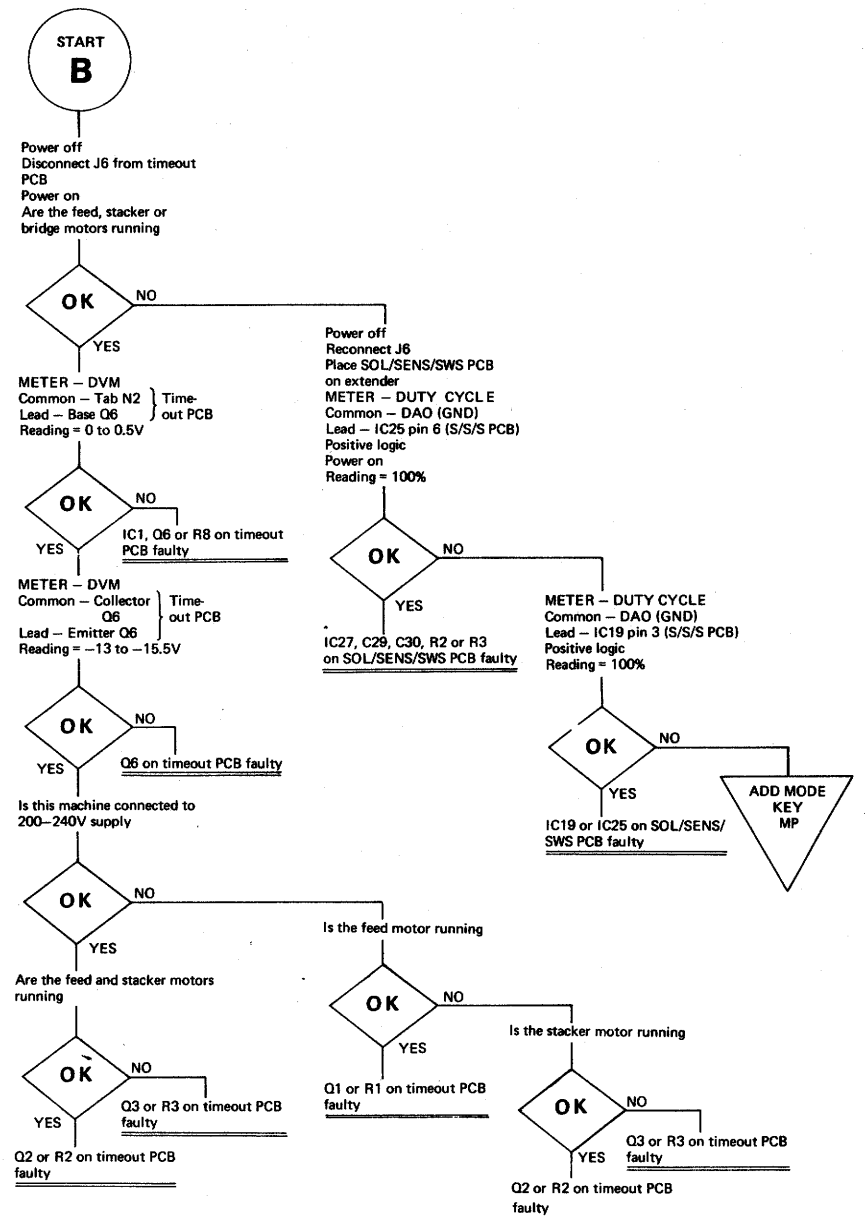 START
B
Power off
Disconnect J6 from timeout
PCB
Power on
Are the feed, stacker or
bridge motors running
OK
NO
YES
METER – DVM
Common – Tab N2
Lead – Base Q6
Time-
out PCB
Reading = 0 to 0.5V
OK
NO
YES
IC1, Q6 or R8 on timeout
PCB faulty
METER – DVM
Common – Collector
Q6
Lead – Emitter Q6
Time-
out PCB
Reading = –13 to –15.5V
OK
NO
YES
Q6 on timeout PCB faulty
Is this machine connected to
200–240V supply
OK
NO
YES
Are the feed and stacker motors
running
OK
NO
YES
Q3 or R3 on timeout PCB
faulty
Q2 or R2 on timeout PCB
faulty
Power off
Reconnect J6
Place SOL/SENS/SWS PCB
on extender
METER – DUTY CYCLE
Common – DAO (GND)
Lead – IC25 pin 6 (S/S/S PCB)
Positive logic
Power on
Reading = 100%
OK
NO
YES
IC27, C29, C30, R2 or R3
on SOL/SENS/SWS PCB faulty
METER – DUTY CYCLE
Common – DAO (GND)
Lead – IC19 pin 3 (S/S/S PCB)
Positive logic
Reading = 100%
OK
NO
YES
IC19 or IC25 on SOL/SENS/
SWS PCB faulty
ADD MODE
KEY
MP
Is the feed motor running
OK
NO
YES
Q1 or R1 on timeout PCB
faulty
Is the stacker motor running
OK
NO
YES
Q3 or R3 on timeout PCB
faulty
Q2 or R2 on timeout PCB
faulty